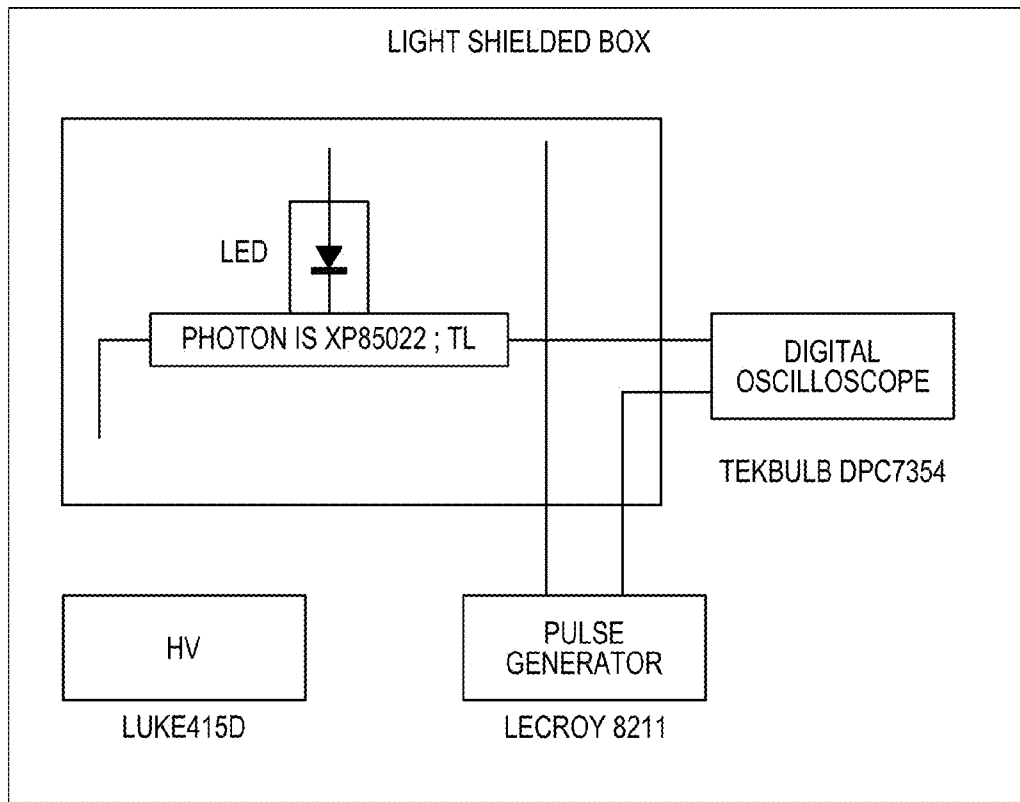 LIGHT SHIELDED BOX
LED
PHOTON IS XP85022 ; TL
DIGITAL
OSCILLOSCOPE
TEKBULB DPC7354
HV
PULSE
GENERATOR
LUKE415D
LECROY 8211